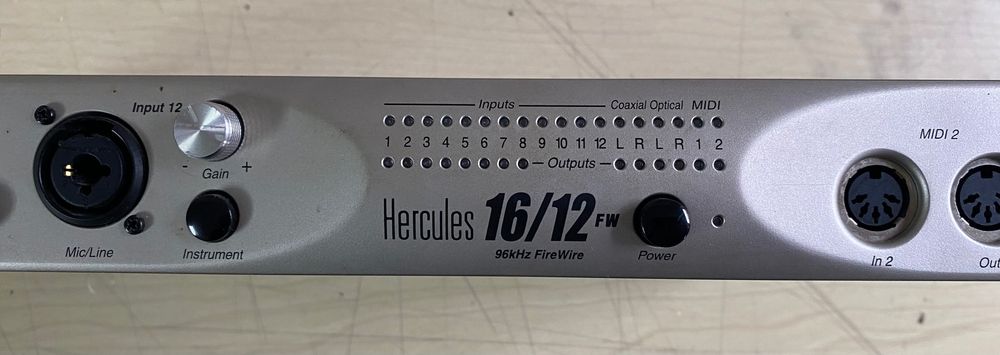 Input 12
- Gain +
Mic/Line
Instrument
Inputs Coaxial Optical MIDI
1 2 3 4 5 6 7 8 9 10 11 12 L R L R 1 2
Outputs
Hercules 16/12 FW
96kHz FireWire
Power
MIDI 2
In 2
Out